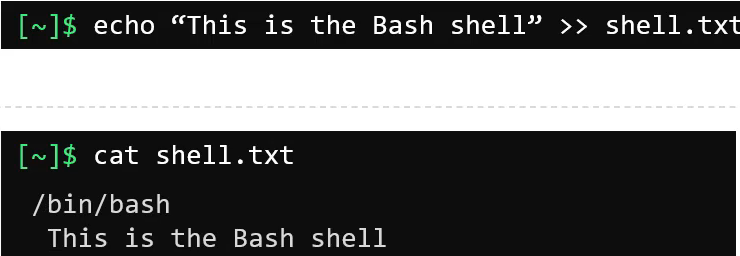 [~]$ echo “This is the Bash shell” >> shell.txt
[~]$ cat shell.txt
/bin/bash
This is the Bash shell